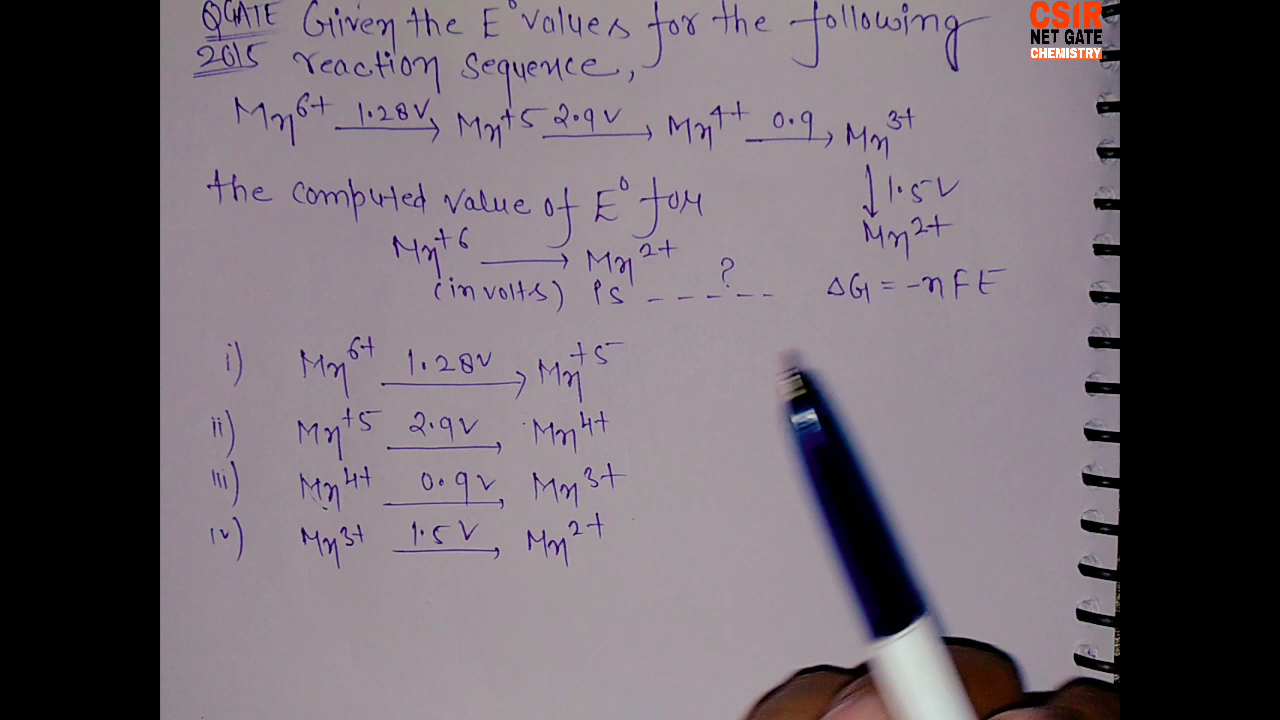 QGATE Given the E° values for the following
2015 reaction sequence,
Mn6+ 1.28V Mn+5 2.9V Mn4+ 0.9 Mn3+
1.5V
Mn2+
the computed value of E° for
Mn+6 → Mn2+
(in volts) is ----- ?
ΔG = -nFE
i) Mn6+ 1.28V Mn+5
ii) Mn+5 2.9V Mn4+
iii) Mn4+ 0.9V Mn3+
iv) Mn3+ 1.5V Mn2+
CSIR
NET GATE
CHEMISTRY